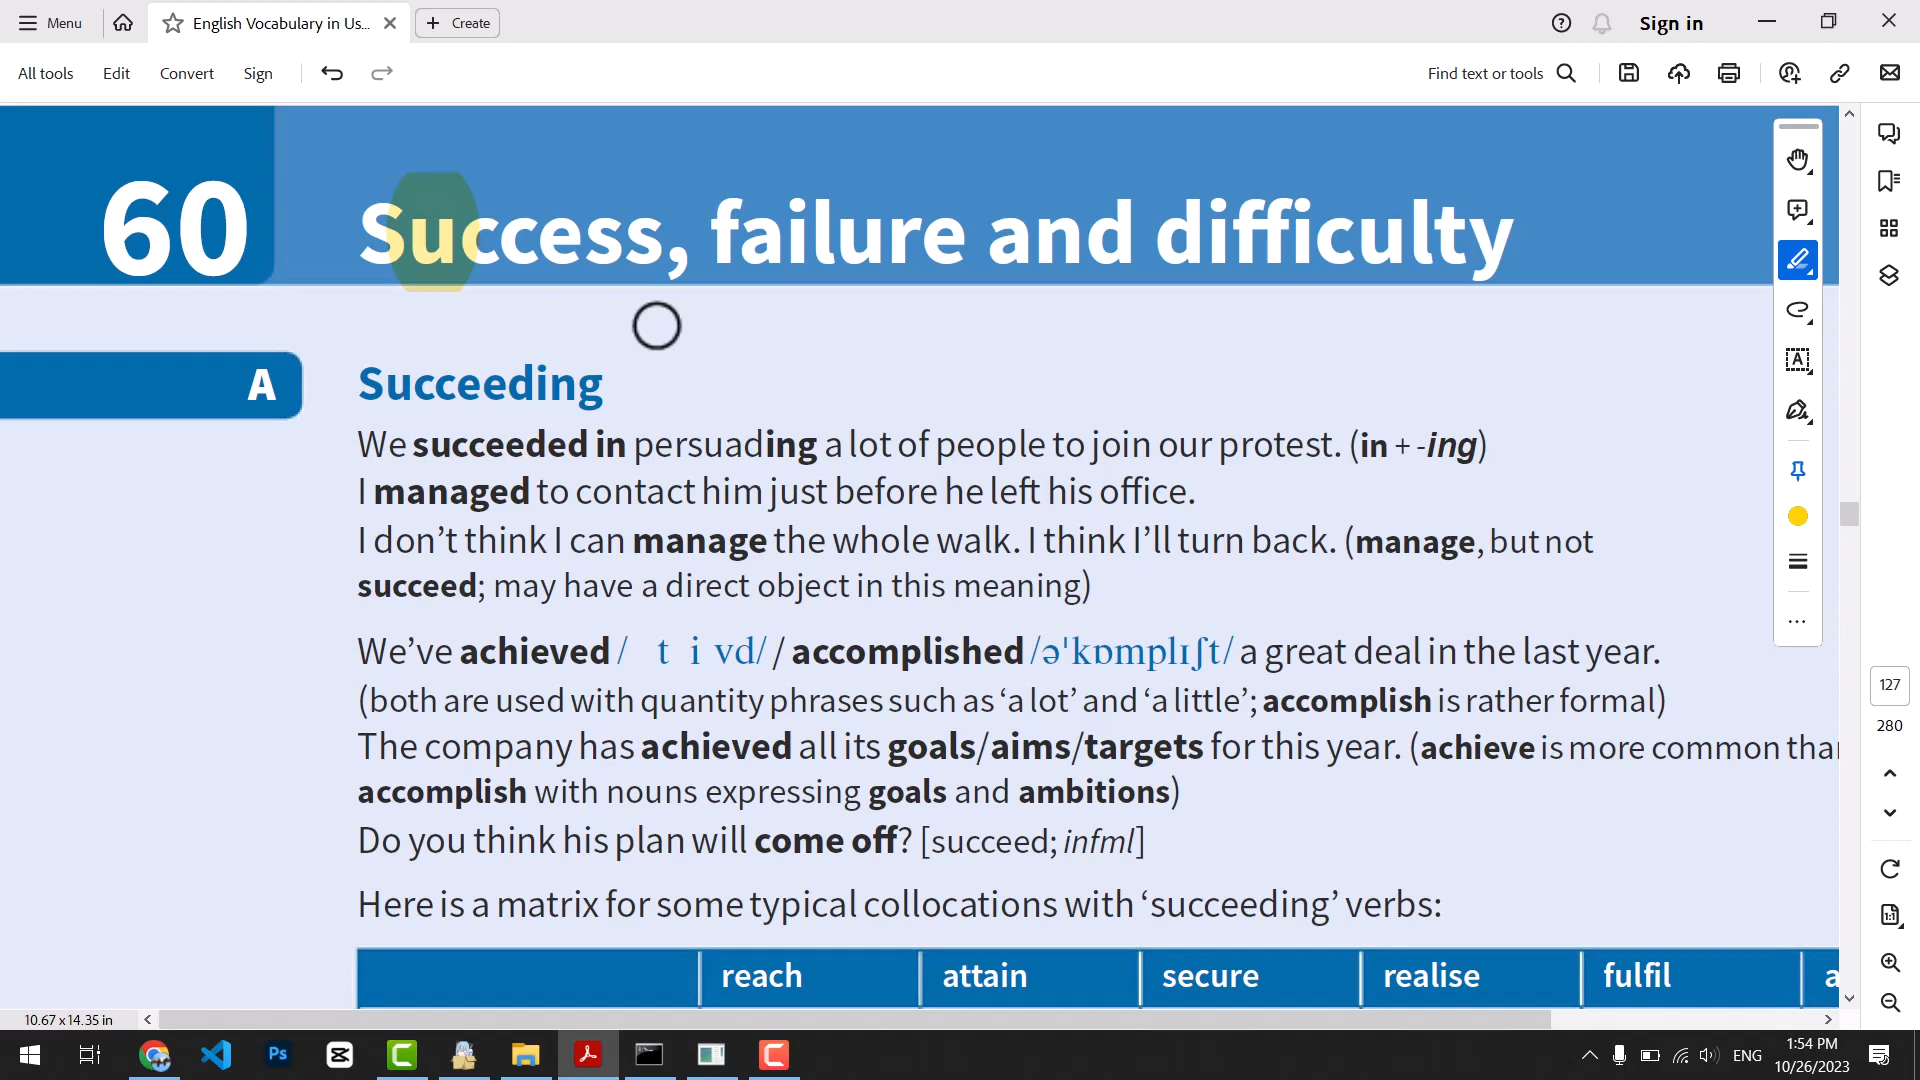 Menu
English Vocabulary in Us...
Create
Sign in
All tools
Edit
Convert
Sign
Find text or tools
60
Success, failure and difficulty
A
Succeeding
We succeeded in persuading a lot of people to join our protest. (in + -ing)
I managed to contact him just before he left his office.
I don't think I can manage the whole walk. I think I'll turn back. (manage, but not
succeed; may have a direct object in this meaning)
We've achieved / t i vd/ / accomplished /əˈkɒmplɪʃt/ a great deal in the last year.
(both are used with quantity phrases such as ‘a lot’ and ‘a little’; accomplish is rather formal)
The company has achieved all its goals/aims/targets for this year. (achieve is more common than
accomplish with nouns expressing goals and ambitions)
Do you think his plan will come off? [succeed; infml]
Here is a matrix for some typical collocations with ‘succeeding’ verbs:
reach attain secure realise fulfil a
127
280
10.67 x 14.35 in
Ps
ENG
1:54 PM
10/26/2023